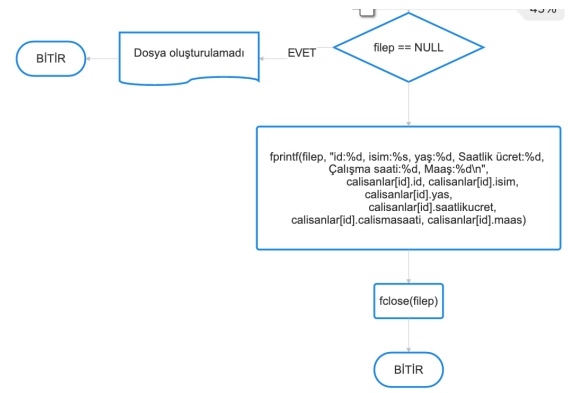 filep == NULL
EVET
Dosya oluşturulamadı
BİTİR
fprintf(filep, "id:%d, isim:%s, yaş:%d, Saatlik ücret:%d,
Çalışma saati:%d, Maaş:%d\n",
calisanlar[id].id, calisanlar[id].isim,
calisanlar[id].yas,
calisanlar[id].saatlikucret,
calisanlar[id].calismasaati, calisanlar[id].maas)
fclose(filep)
BİTİR